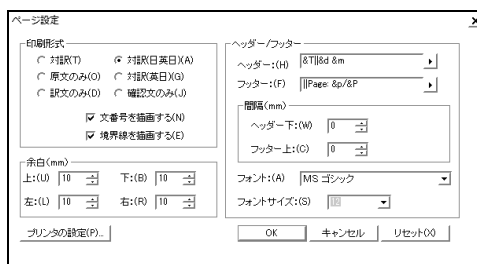 ページ設定
印刷形式
対訳(T) 対訳(日英日)(A)
原文のみ(O) 対訳(英日)(G)
訳文のみ(D) 確認文のみ(J)
文番号を描画する(N)
境界線を描画する(E)
余白(mm)
上:(U) 10 下:(B) 10
左:(L) 10 右:(R) 10
プリンタの設定(P)...
ヘッダー/フッター
ヘッダー:(H) &T||&d &m
フッター:(F) ||Page: &p/&P
間隔(mm)
ヘッダー下:(W) 0
フッター上:(C) 0
フォント:(A) MS ゴシック
フォントサイズ:(S)
OK キャンセル リセット(X)